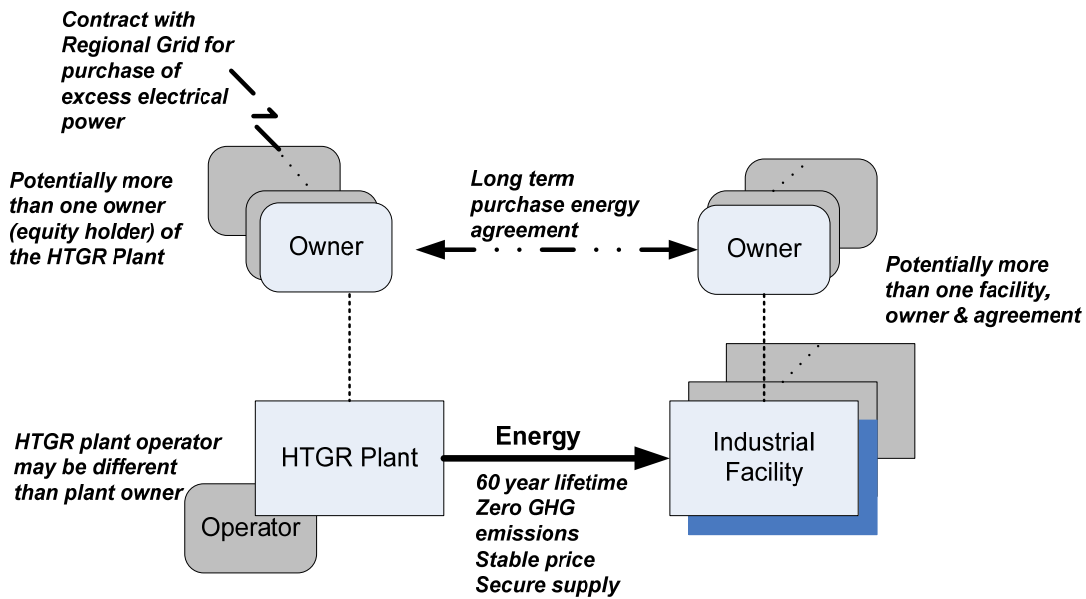 Contract with
Regional Grid for
purchase of
excess electrical
power
Potentially more
than one owner
(equity holder) of
the HTGR Plant
Owner
Long term
purchase energy
agreement
Owner
Potentially more
than one facility,
owner & agreement
HTGR plant operator
may be different
than plant owner
HTGR Plant
Operator
Energy
60 year lifetime
Zero GHG
emissions
Stable price
Secure supply
Industrial
Facility